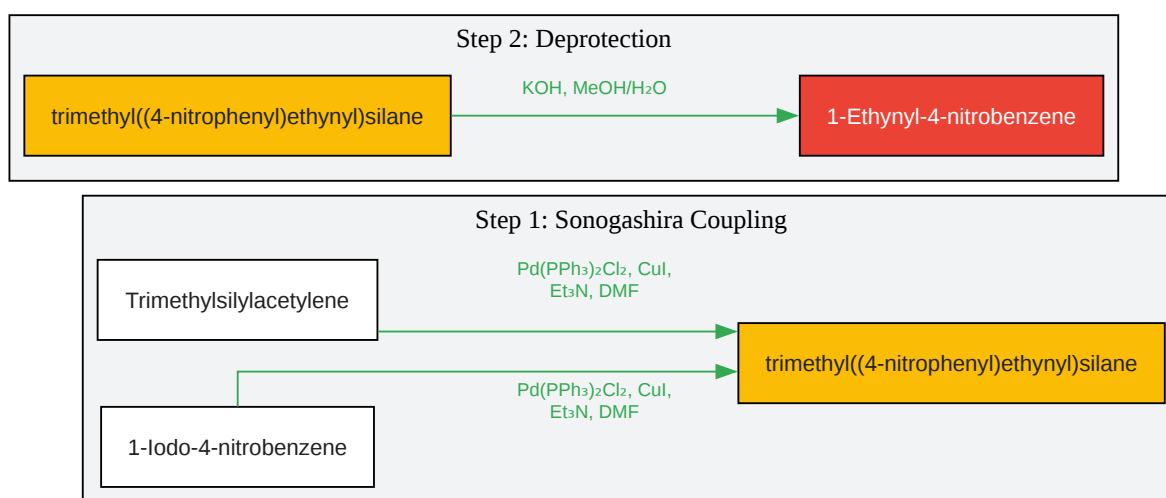 Step 2: Deprotection
trimethyl((4-nitrophenyl)ethynyl)silane
KOH, MeOH/H₂O
1-Ethynyl-4-nitrobenzene
Step 1: Sonogashira Coupling
Trimethylsilylacetylene
Pd(PPh₃)₂Cl₂, CuI,
Et₃N, DMF
trimethyl((4-nitrophenyl)ethynyl)silane
Pd(PPh₃)₂Cl₂, CuI,
Et₃N, DMF
1-Iodo-4-nitrobenzene